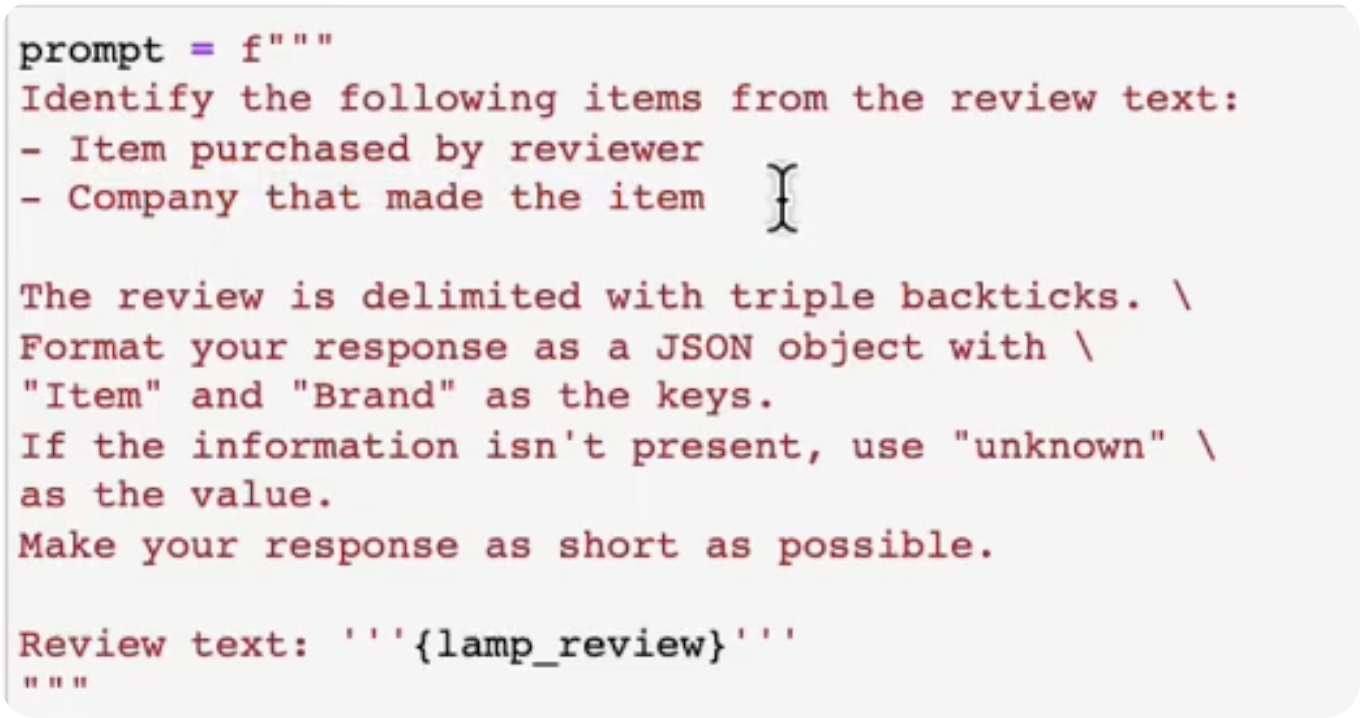 prompt = f"""
Identify the following items from the review text:
- Item purchased by reviewer
- Company that made the item
The review is delimited with triple backticks. \
Format your response as a JSON object with \
"Item" and "Brand" as the keys.
If the information isn't present, use "unknown" \
as the value.
Make your response as short as possible.
Review text: '''{lamp_review}'''
"""